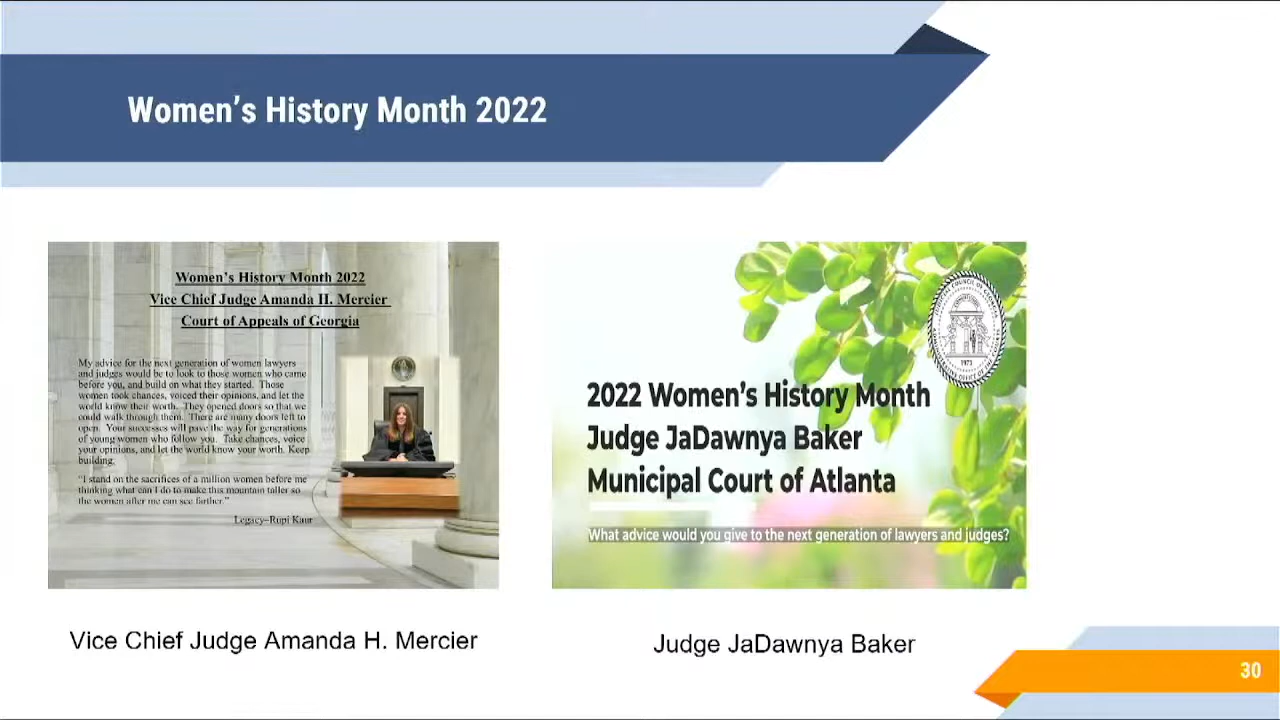 Women's History Month 2022
Women's History Month 2022
Vice Chief Judge Amanda H. Mercier
Court of Appeals of Georgia
My advice for the next generation of women lawyers
and judges would be to look to those women who came
before you, and build on what they started. Those
women took chances, voiced their opinions, and let the
world know their worth. They opened doors so that we
could walk through them. There are many doors left to
open. Your successes will pave the way for generations
of young women who follow you. Take chances, voice
your opinions, and let the world know your worth. Keep
building.
"I stand on the sacrifices of a million women before me
thinking what can I do to make this mountain taller so
the women after me can see farther."
Legacy–Rupi Kaur
2022 Women's History Month
Judge JaDawnya Baker
Municipal Court of Atlanta
What advice would you give to the next generation of lawyers and judges?
Vice Chief Judge Amanda H. Mercier
Judge JaDawnya Baker
30